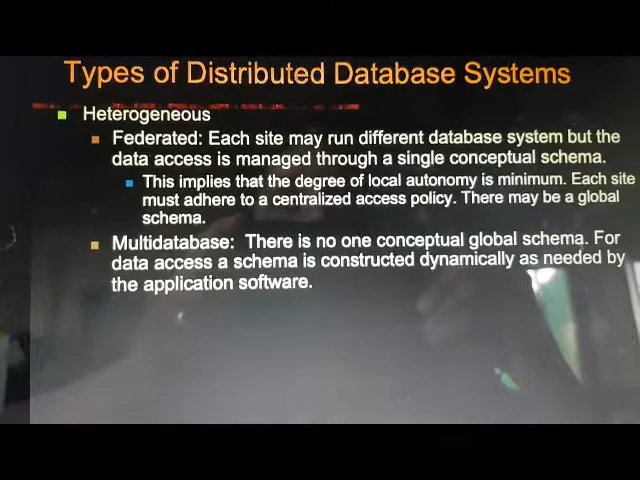 Types of Distributed Database Systems
Heterogeneous
Federated: Each site may run different database system but the
data access is managed through a single conceptual schema.
This implies that the degree of local autonomy is minimum. Each site
must adhere to a centralized access policy. There may be a global
schema.
Multidatabase: There is no one conceptual global schema. For
data access a schema is constructed dynamically as needed by
the application software.